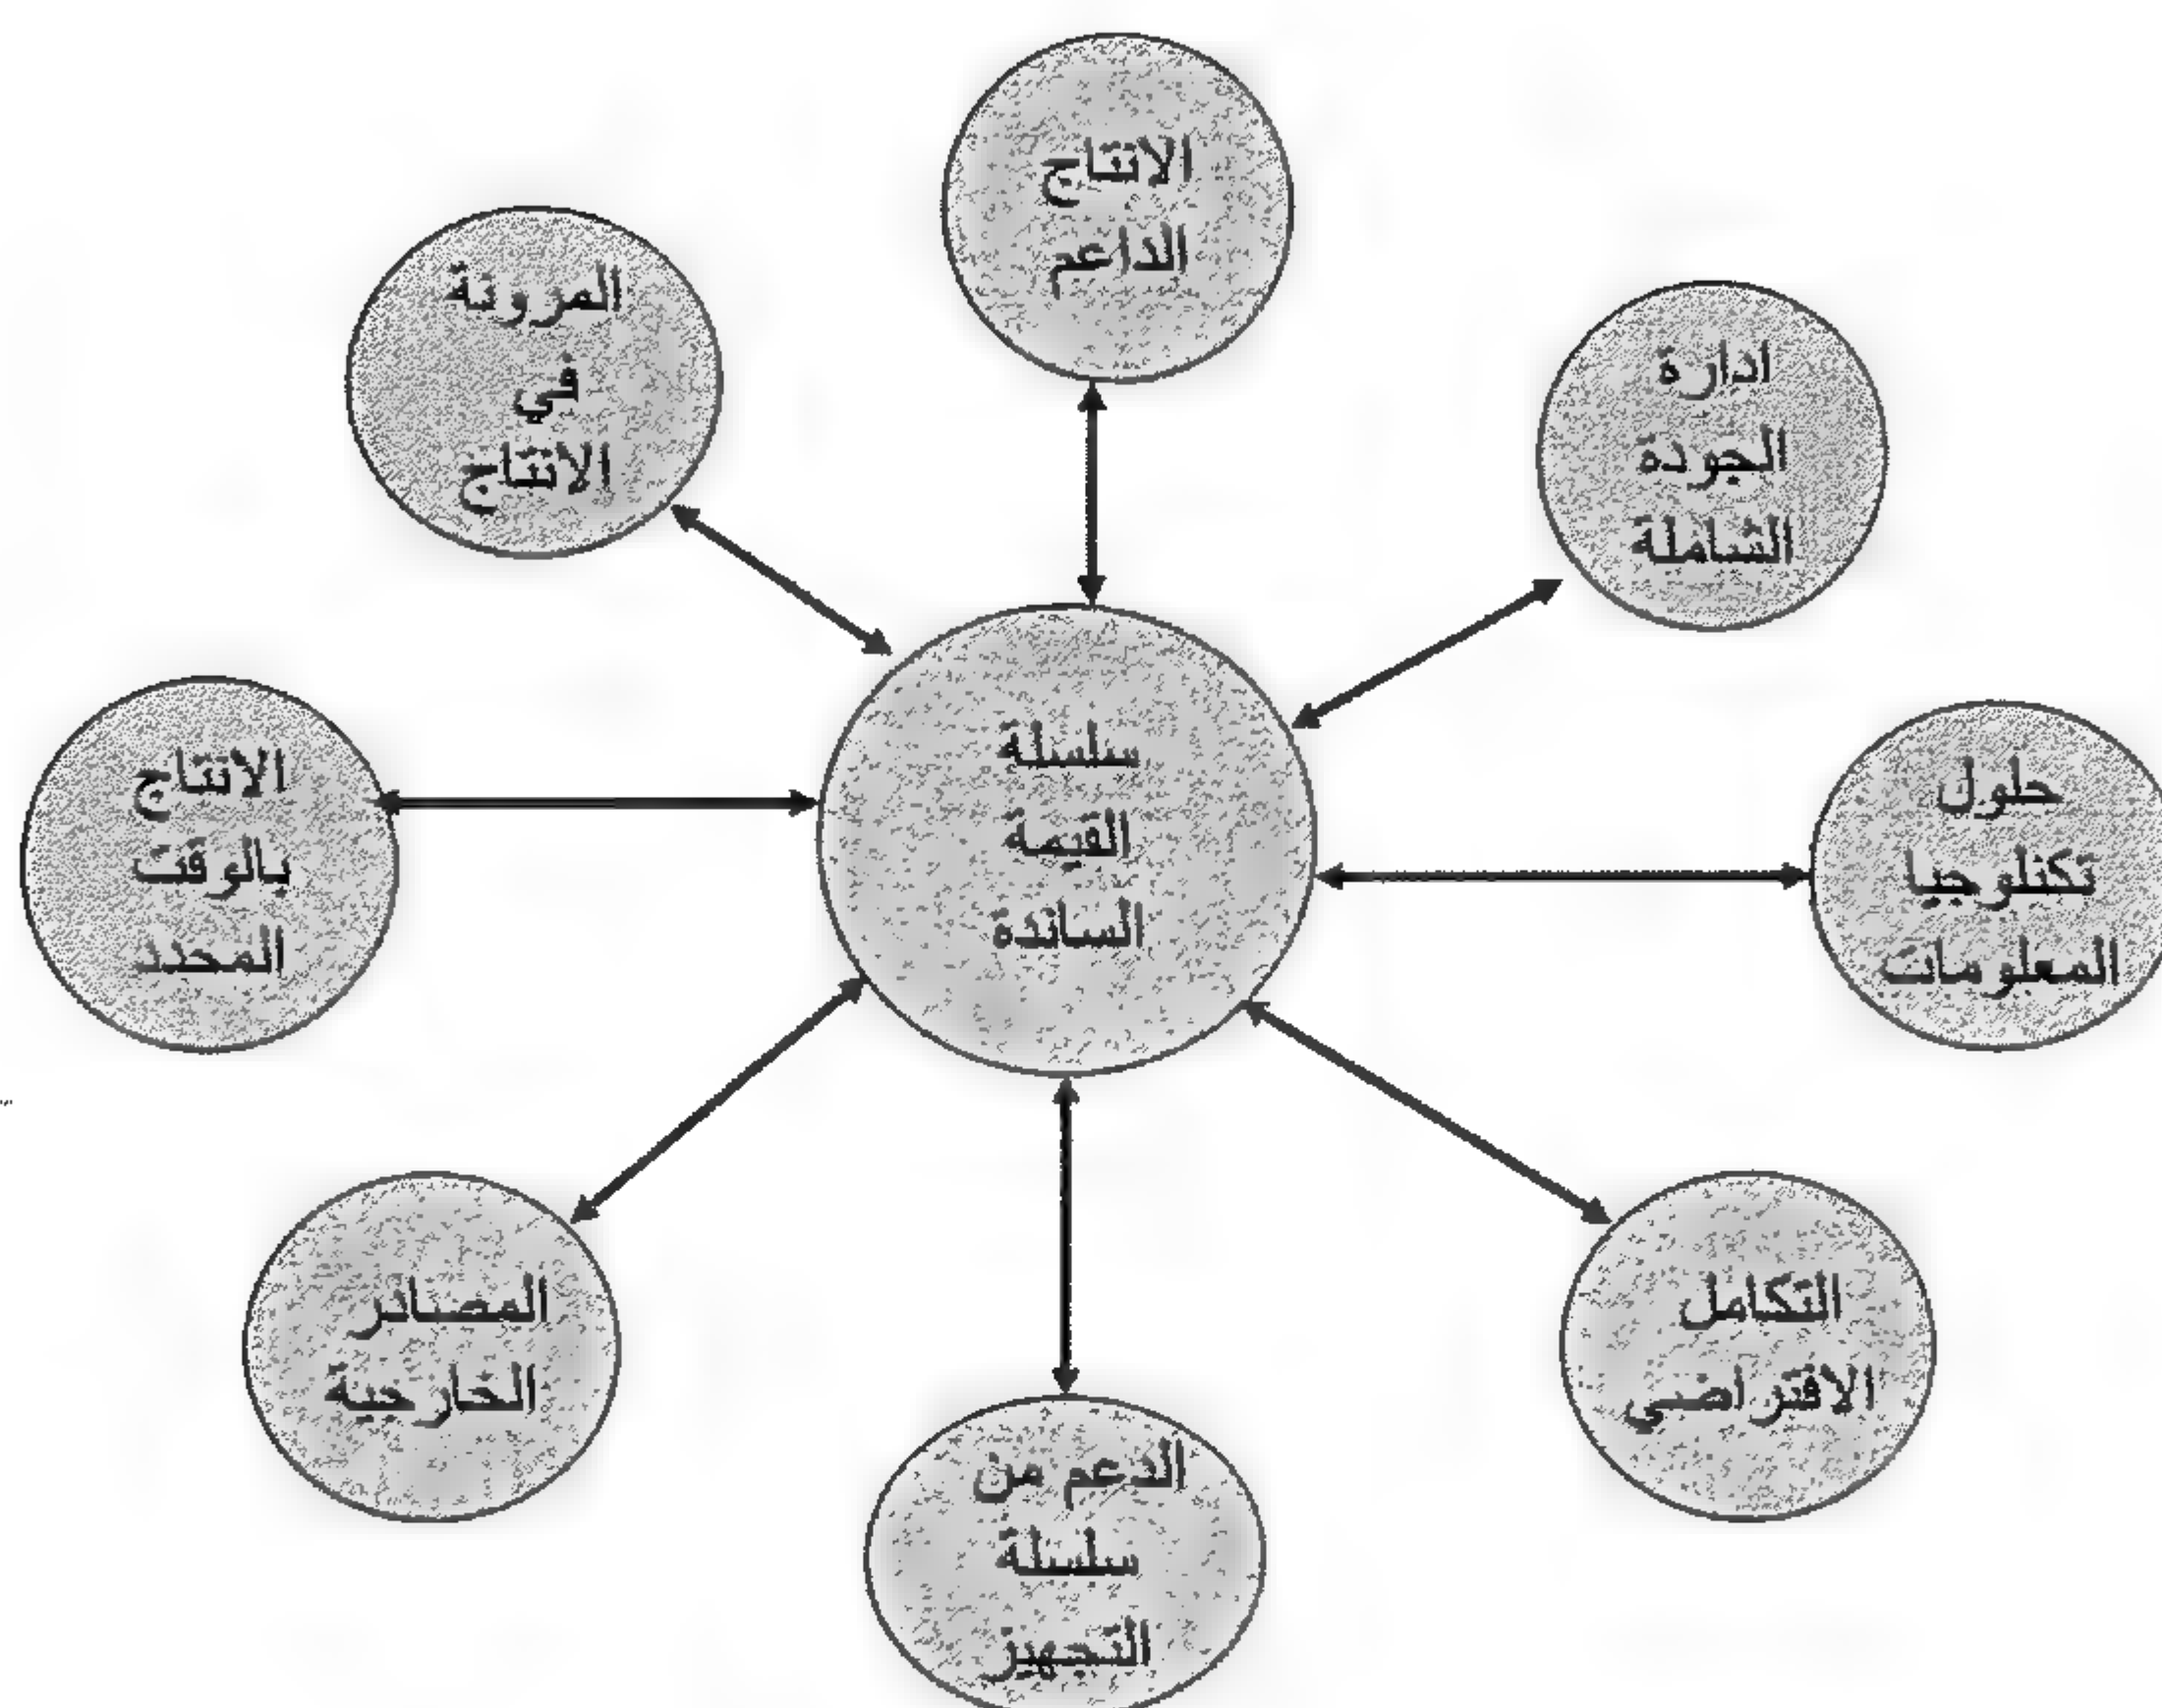 الانتاج
الداعم
ادارة
الجودة
الشاملة
المرونة
في
الانتاج
حلول
تكنلوجيا
المعلومات
سلسلة
القيمة
الساندة
الانتاج
بالوقت
المحدد
التكامل
الافتراضي
المصادر
الخارجية
الدعم من
سلسلة
التجهيز